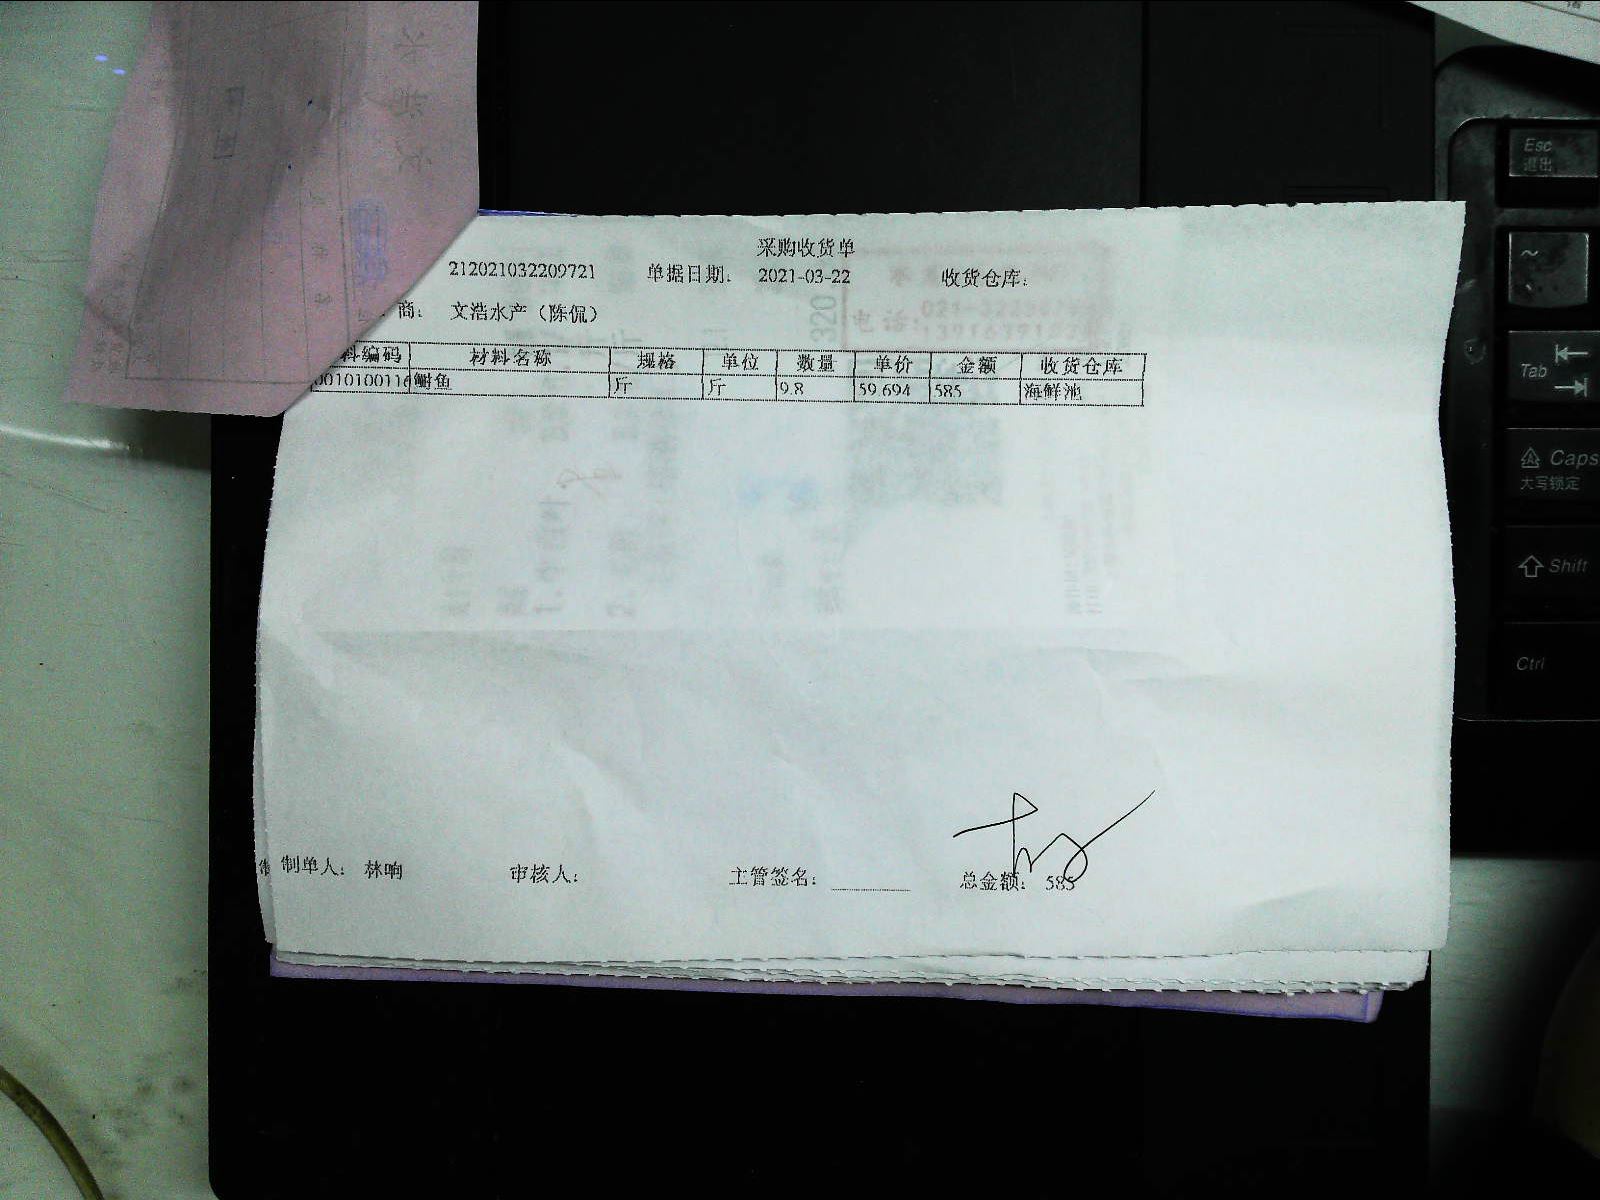 采购收货单
212021032209721 单据日期: 2021-03-22 收货仓库:
商: 文浩水产（陈侃）
料编码 材料名称 规格 单位 数量 单价 金额 收货仓库
0010100116 鲥鱼 斤 斤 9.8 59.694 585 海鲜池
制单人: 林响 审核人: 主管签名: 总金额: 585
Esc
退出
~
Tab
Caps
大写锁定
Shift
Ctrl